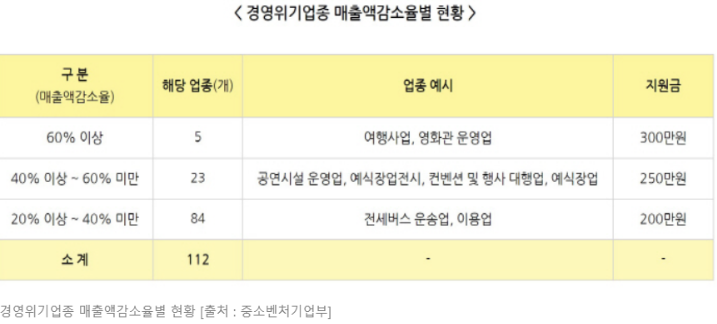 < 경영위기업종 매출액감소율별 현황 >
구 분 해당 업종(개) 업종 예시 지원금
(매출액감소율)
60% 이상 5 여행사업, 영화관 운영업 300만원
40% 이상 ~ 60% 미만 23 공연시설 운영업, 예식장업전시, 컨벤션 및 행사 대행업, 예식장업 250만원
20% 이상 ~ 40% 미만 84 전세버스 운송업, 이용업 200만원
소 계 112 - -
경영위기업종 매출액감소율별 현황 [출처 : 중소벤처기업부]